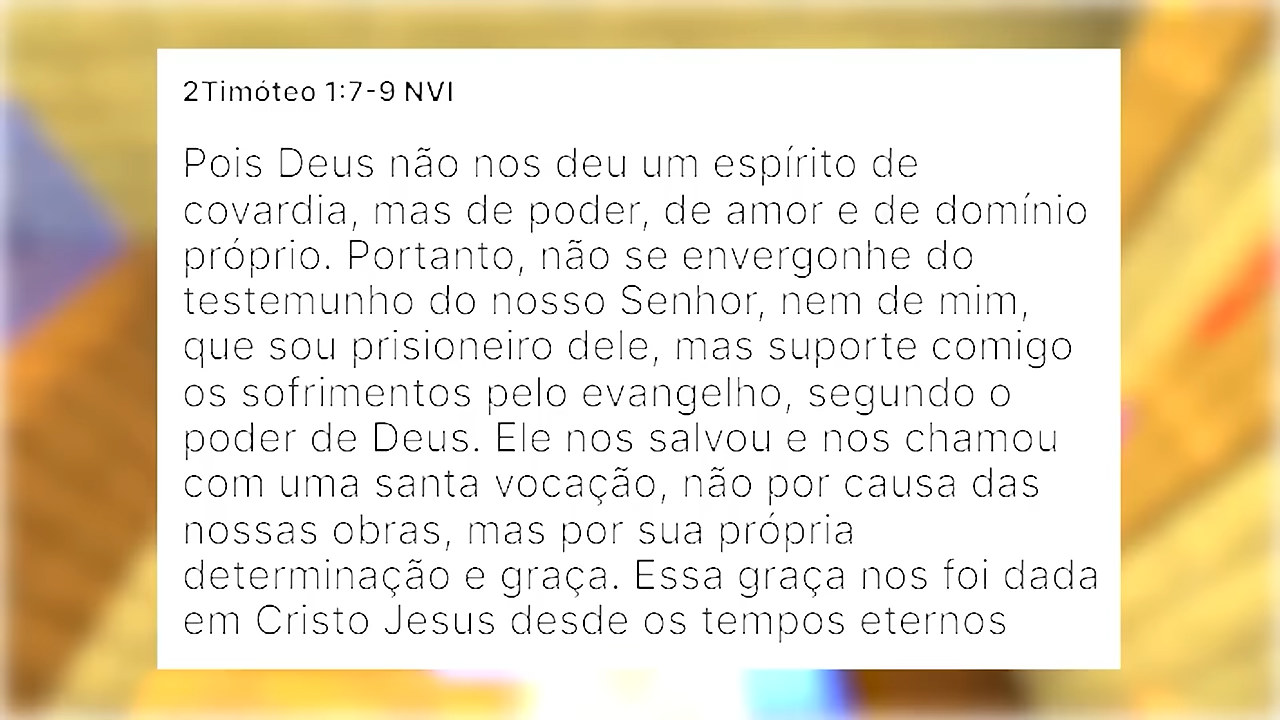 2Timóteo 1:7-9 NVI
Pois Deus não nos deu um espírito de
covardia, mas de poder, de amor e de domínio
próprio. Portanto, não se envergonhe do
testemunho do nosso Senhor, nem de mim,
que sou prisioneiro dele, mas suporte comigo
os sofrimentos pelo evangelho, segundo o
poder de Deus. Ele nos salvou e nos chamou
com uma santa vocação, não por causa das
nossas obras, mas por sua própria
determinação e graça. Essa graça nos foi dada
em Cristo Jesus desde os tempos eternos